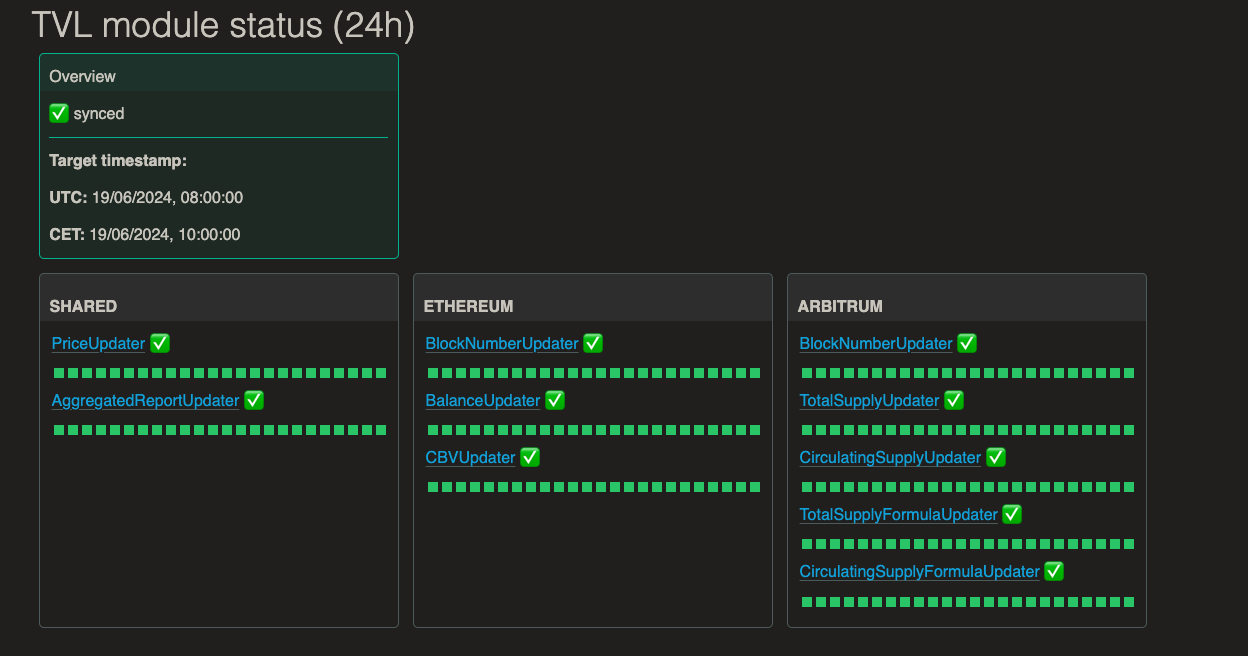 TVL module status (24h)
Overview
✅ synced
Target timestamp:
UTC: 19/06/2024, 08:00:00
CET: 19/06/2024, 10:00:00
SHARED
PriceUpdater ✅
AggregatedReportUpdater ✅
ETHEREUM
BlockNumberUpdater ✅
BalanceUpdater ✅
CBVUpdater ✅
ARBITRUM
BlockNumberUpdater ✅
TotalSupplyUpdater ✅
CirculatingSupplyUpdater ✅
TotalSupplyFormulaUpdater ✅
CirculatingSupplyFormulaUpdater ✅